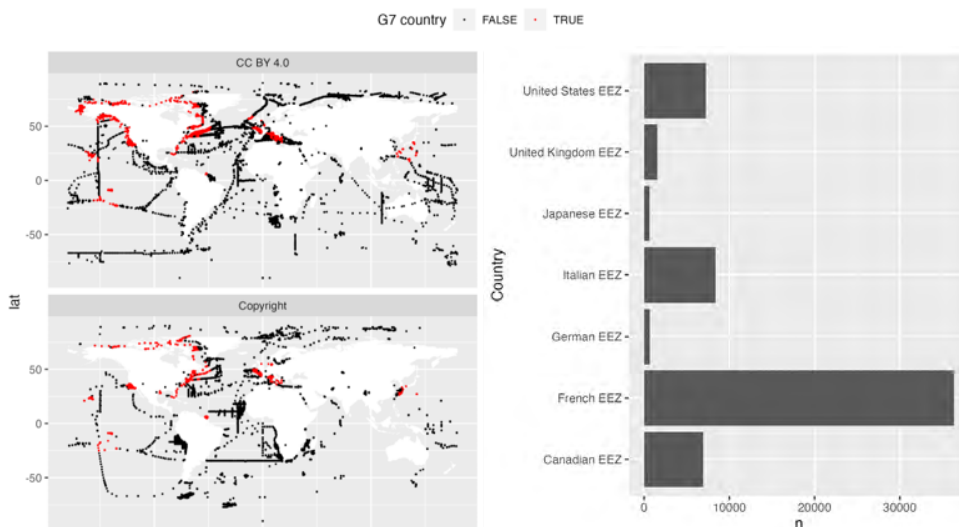 G7 country FALSE TRUE
CC BY 4.0
50
0
-50
Copyright
50
0
-50
lat
Country
United States EEZ
United Kingdom EEZ
Japanese EEZ
Italian EEZ
German EEZ
French EEZ
Canadian EEZ
0 10000 20000 30000
n